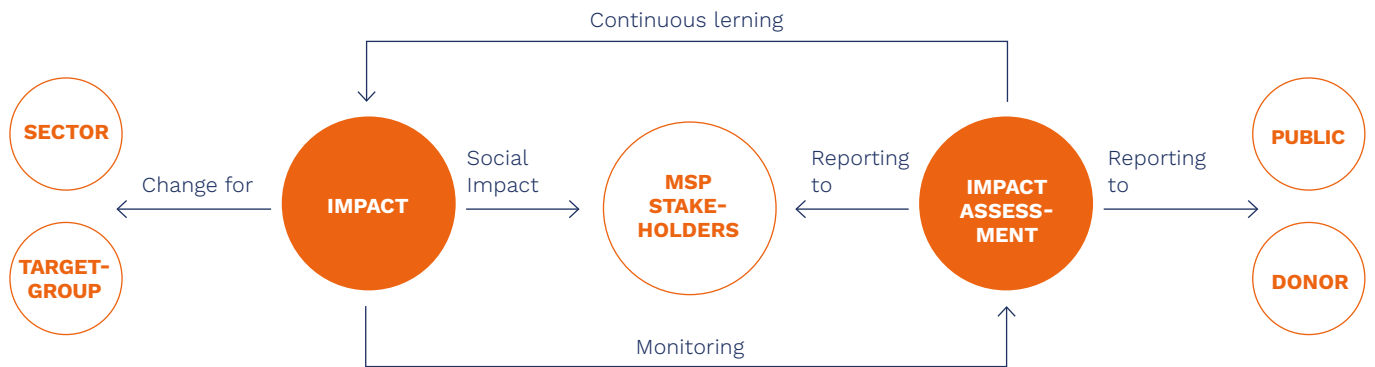 Continuous lerning
SECTOR
PUBLIC
Change for
Social
Impact
Reporting
to
Reporting
to
IMPACT
MSP
STAKE-
HOLDERS
IMPACT
ASSESS-
MENT
TARGET-
GROUP
DONOR
Monitoring